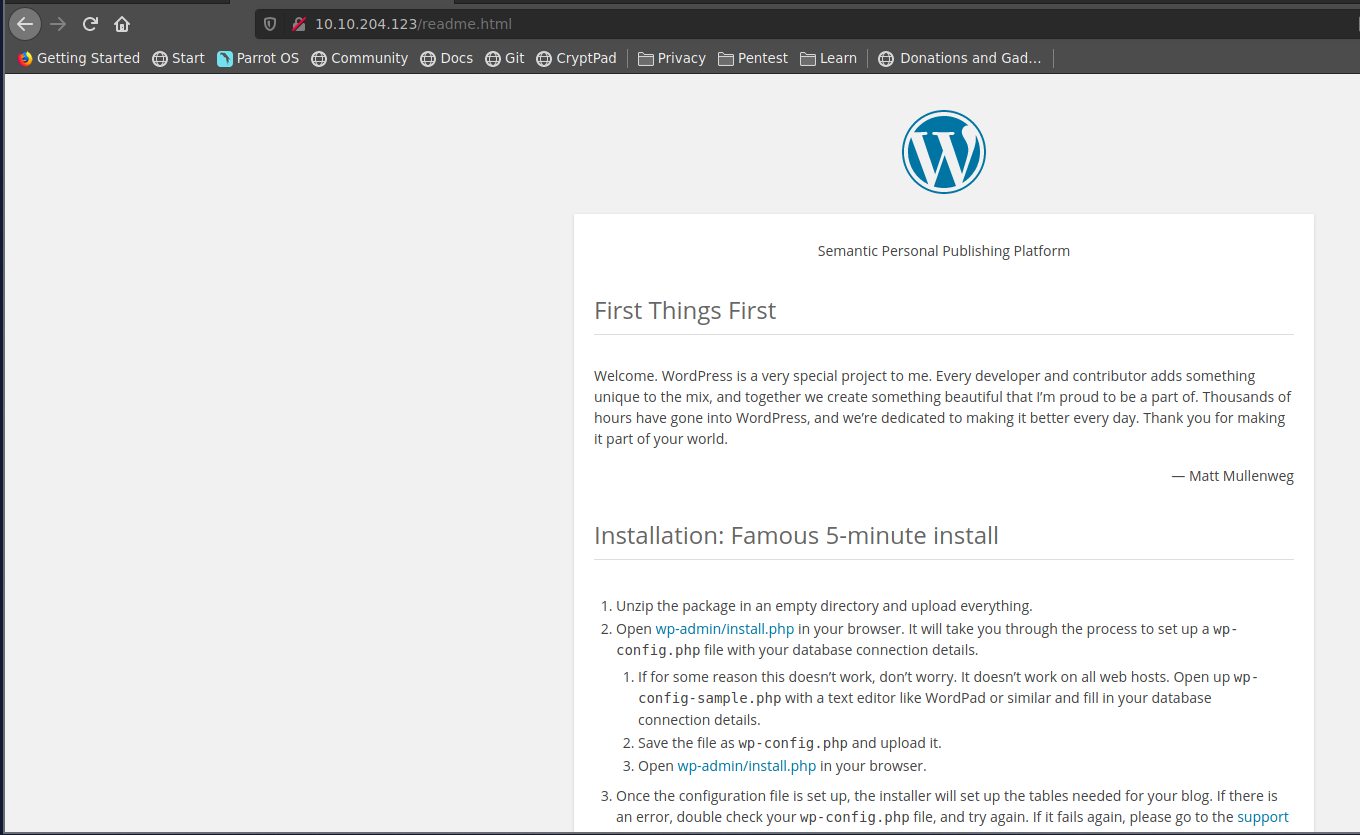 10.10.204.123/readme.html
Getting Started Start Parrot OS Community Docs Git CryptPad Privacy Pentest Learn Donations and Gad…
Semantic Personal Publishing Platform
First Things First
Welcome. WordPress is a very special project to me. Every developer and contributor adds something
unique to the mix, and together we create something beautiful that I’m proud to be a part of. Thousands of
hours have gone into WordPress, and we’re dedicated to making it better every day. Thank you for making
it part of your world.
— Matt Mullenweg
Installation: Famous 5-minute install
1. Unzip the package in an empty directory and upload everything.
2. Open wp-admin/install.php in your browser. It will take you through the process to set up a wp-
config.php file with your database connection details.
1. If for some reason this doesn’t work, don’t worry. It doesn’t work on all web hosts. Open up wp-
config-sample.php with a text editor like WordPad or similar and fill in your database
connection details.
2. Save the file as wp-config.php and upload it.
3. Open wp-admin/install.php in your browser.
3. Once the configuration file is set up, the installer will set up the tables needed for your blog. If there is
an error, double check your wp-config.php file, and try again. If it fails again, please go to the support